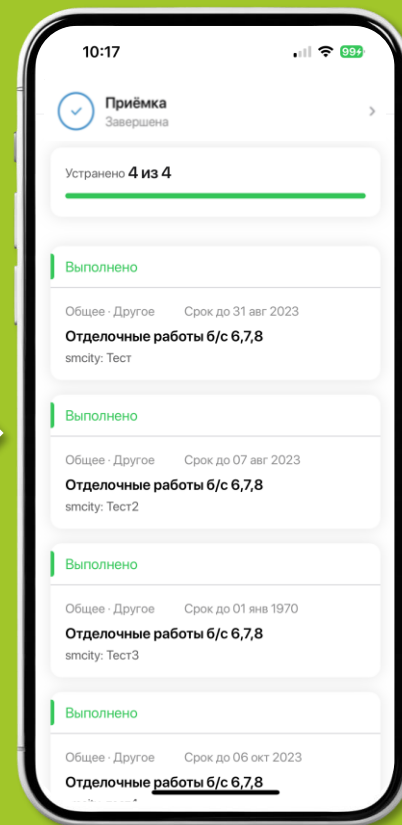 10:17
99+
Приёмка
Завершена
Устранено 4 из 4
Выполнено
Общее · Другое Срок до 31 авг 2023
Отделочные работы б/с 6,7,8
smcity: Тест
Выполнено
Общее · Другое Срок до 07 авг 2023
Отделочные работы б/с 6,7,8
smcity: Тест2
Выполнено
Общее · Другое Срок до 01 янв 1970
Отделочные работы б/с 6,7,8
smcity: Тест3
Выполнено
Общее · Другое Срок до 06 окт 2023
Отделочные работы б/с 6,7,8